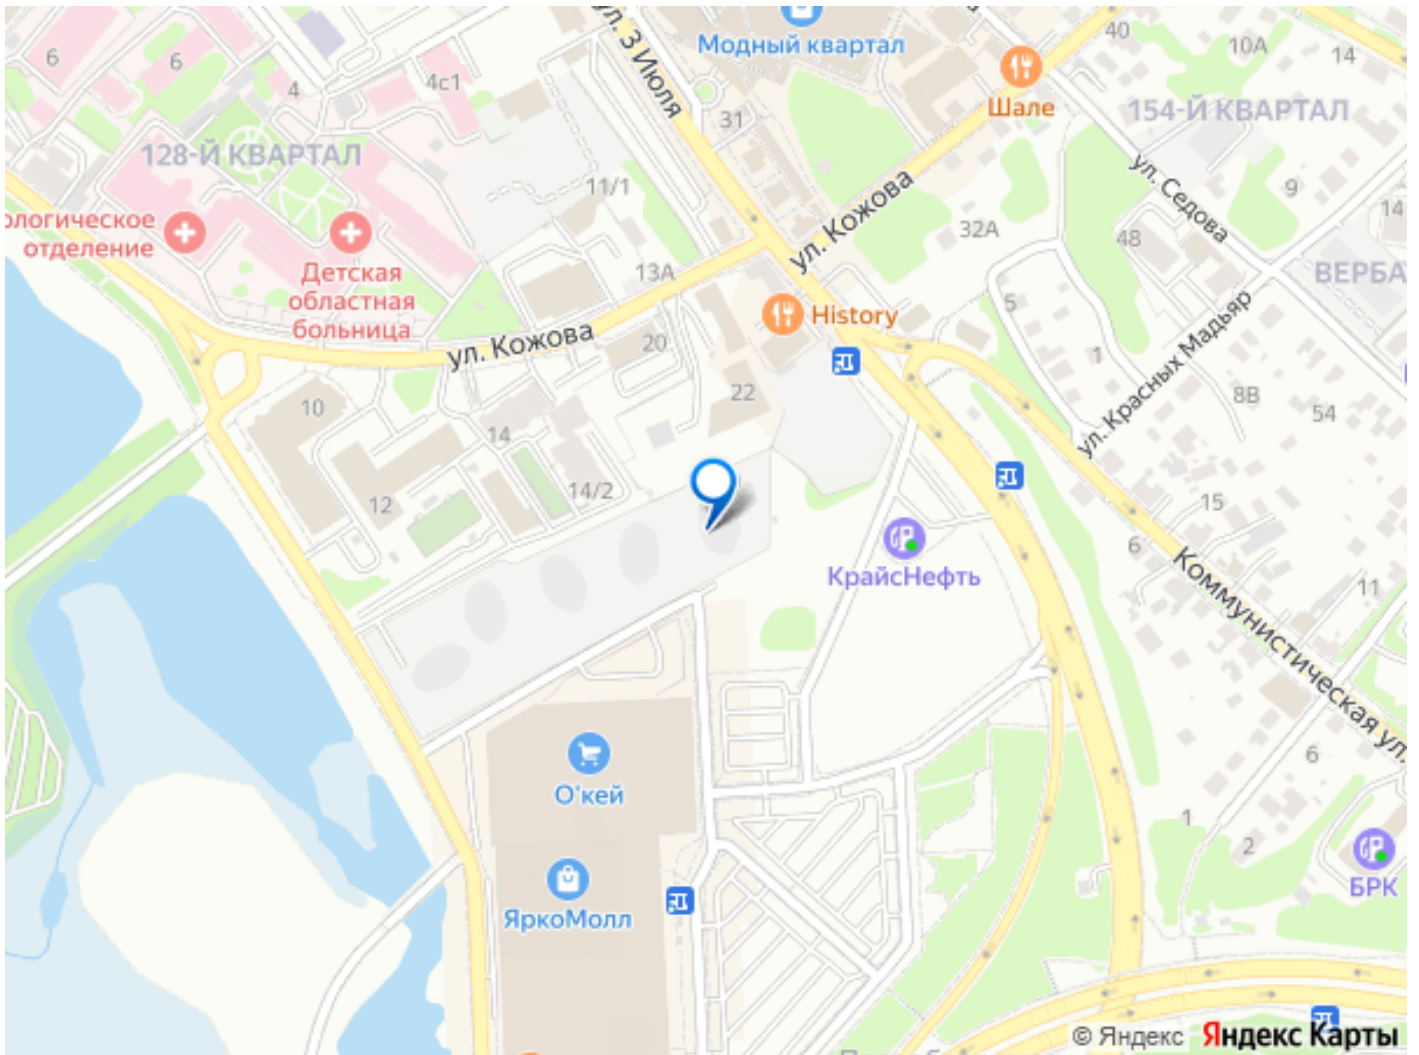 ул. 3 Июля
Модный квартал
40
10А
14
6
6
4
4с1
Шале
31
154-Й КВАРТАЛ
128-Й КВАРТАЛ
ул. Седова
11/1
9
14
ологическое
отделение
ул. Кожова
32А
48
Детская
областная
больница
13А
ВЕРБА
5
History
ул. Кожова
20
1
ул. Красных Мадьяр
22
8В
54
10
14
12
14/2
15
6
КрайсНефть
11
Коммунистическая ул.
6
О'кей
1
2
БРК
ЯркоМолл
© Яндекс
Яндекс Карты